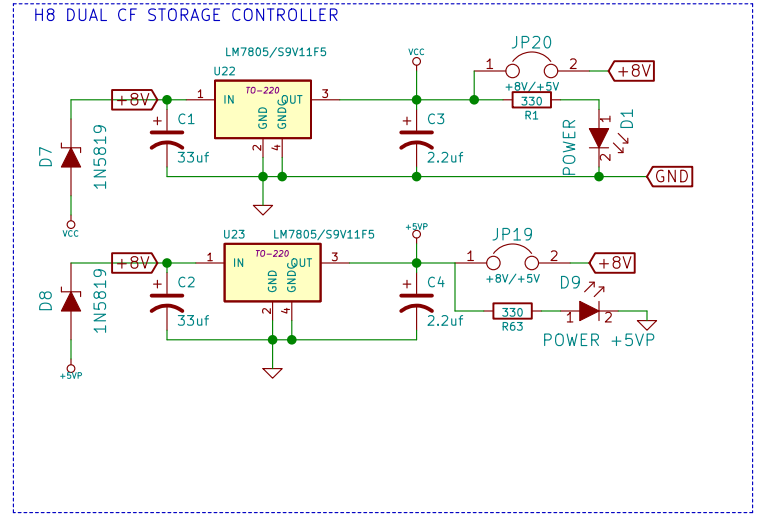 H8 DUAL CF STORAGE CONTROLLER
LM7805/S9V11F5
U22
VCC
JP20
1 2
+8V
+8V/+5V
+8V
1 IN TO-220 OUT 3
GND
GND
2 4
+ C1
33uf
+ C3
2.2uf
330
R1
POWER
1
2
D1
D7
1N5819
VCC
GND
U23
LM7805/S9V11F5
+5VP
JP19
1 2
+8V
+8V/+5V
+8V
1 IN TO-220 OUT 3
GND
GND
2 4
+ C2
33uf
+ C4
2.2uf
330
R63
D9
1 2
POWER +5VP
D8
1N5819
+5VP